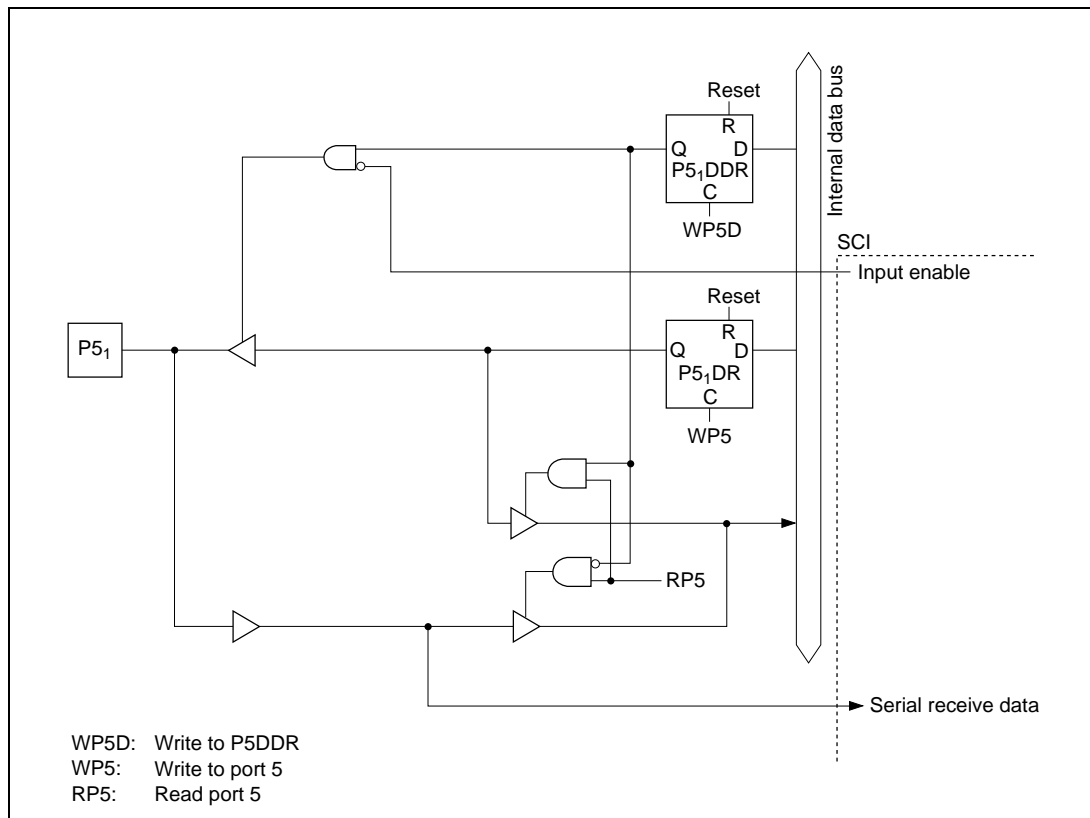 Reset
R
Q D
P5₁DDR
C
WP5D
Internal data bus
SCI
Input enable
Reset
R
P5₁
Q D
P5₁DR
C
WP5
RP5
Serial receive data
WP5D: Write to P5DDR
WP5: Write to port 5
RP5: Read port 5